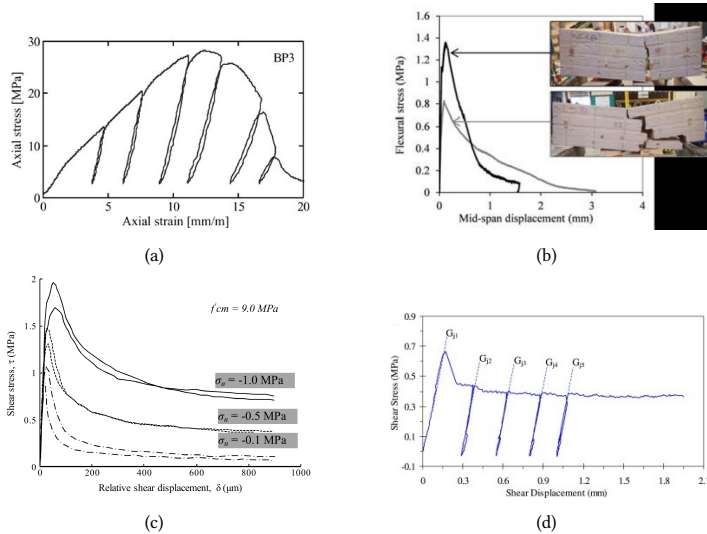 30
BP3
20
10
0
Axial stress [MPa]
0 5 10 15 20
Axial strain [mm/m]
(a)
1.6
1.4
1.2
1
0.8
0.6
0.4
0.2
0
Flexural stress (MPa)
0 1 2 3 4
Mid-span displacement (mm)
(b)
2
1.5
1
0.5
0
Shear stress, τ (MPa)
f'cm = 9.0 MPa
σn = -1.0 MPa
σn = -0.5 MPa
σn = -0.1 MPa
0 200 400 600 800 1000
Relative shear displacement, δ (μm)
(c)
0.9
0.7
0.5
0.3
0.1
-0.1
Shear Stress (MPa)
Gj1
Gj2 Gj3 Gj4 Gj5
0 0.3 0.6 0.9 1.2 1.5 1.8 2.1
Shear Displacement (mm)
(d)